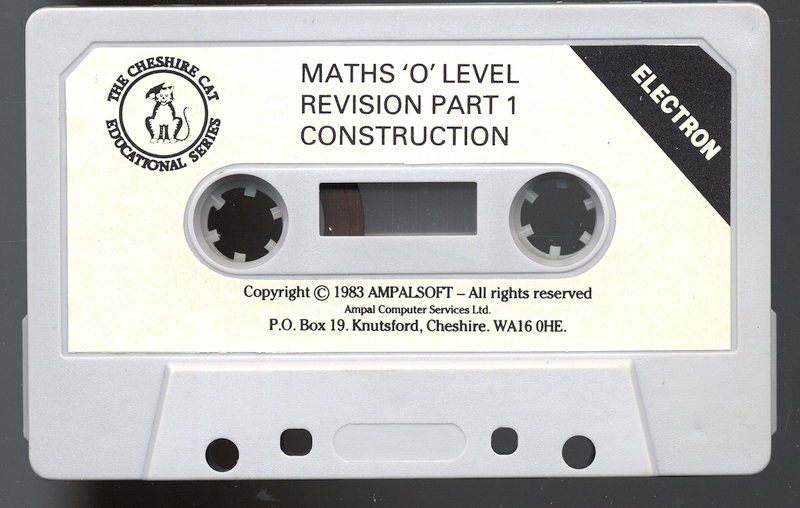 THE CHESHIRE CAT
EDUCATIONAL SERIES
MATHS ‘O’ LEVEL
REVISION PART 1
CONSTRUCTION
ELECTRON
Copyright © 1983 AMPALSOFT – All rights reserved
Ampal Computer Services Ltd.
P.O. Box 19. Knutsford, Cheshire. WA16 0HE.